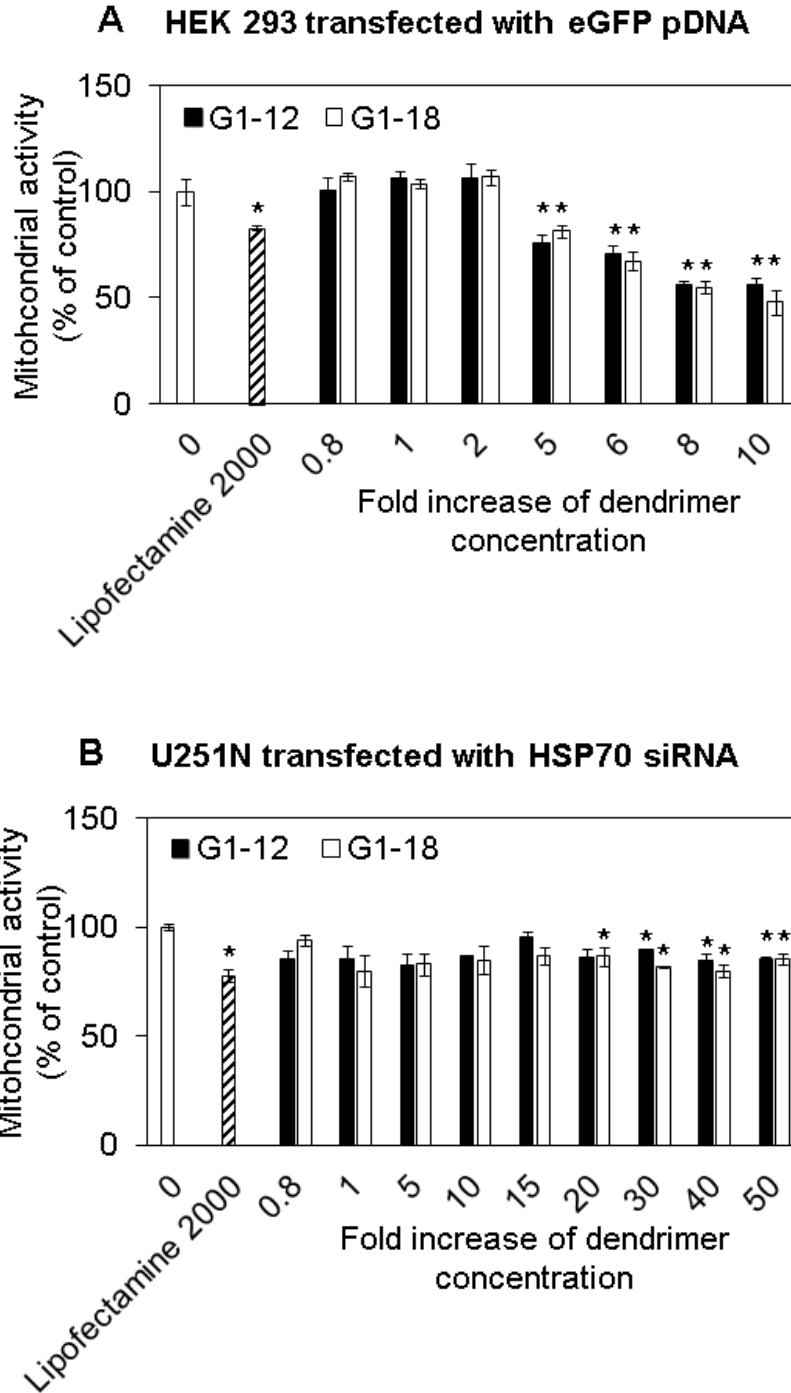 A HEK 293 transfected with eGFP pDNA
Mitohcondrial activity
(% of control)
150
100
50
0
G1-12 G1-18
*
* *
* *
* *
* *
0 Lipofectamine 2000 0.8 1 2 5 6 8 10
Fold increase of dendrimer
concentration
B U251N transfected with HSP70 siRNA
Mitohcondrial activity
(% of control)
150
100
50
0
G1-12 G1-18
*
*
* *
* *
* *
0 Lipofectamine 2000 0.8 1 5 10 15 20 30 40 50
Fold increase of dendrimer
concentration